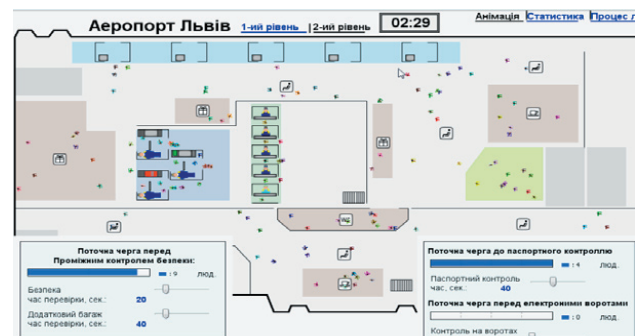 Аеропорт Львів
1-ий рівень |2-ий рівень
02:29
Анімація |Статистика |Процес л
Поточна черга перед
Проміжним контролем безпеки:
: 9 люд.
Безпека
час перевірки, сек.: 20
Додатковий багаж
час перевірки, сек.: 40
Поточна черга до паспортного контроллю
: 4 люд.
Паспортний контроль
час, сек.: 40
Поточна черга перед електронними воротами
: 0 люд.
Контроль на воротах